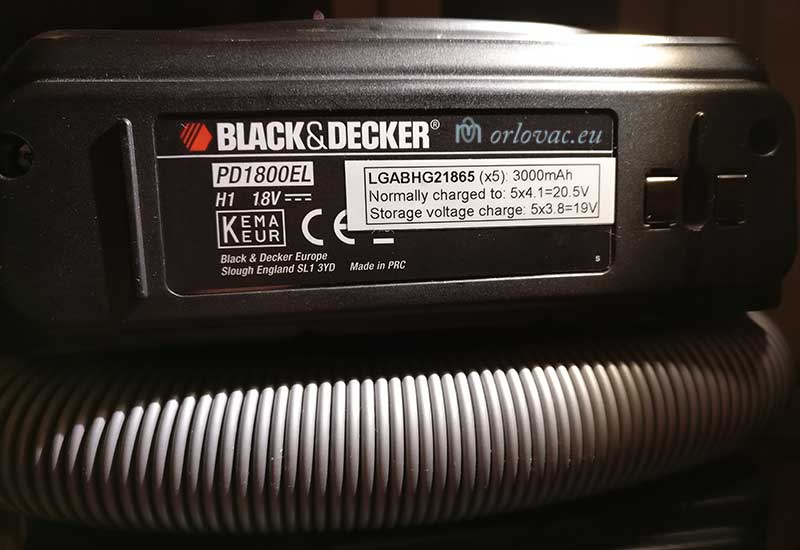 BLACK&DECKER®
orlovac.eu
PD1800EL
H1 18V
KEMA
KEUR
CE
LGABHG21865 (x5): 3000mAh
Normally charged to: 5x4.1=20.5V
Storage voltage charge: 5x3.8=19V
Black & Decker Europe
Slough England SL1 3YD Made in PRC
s